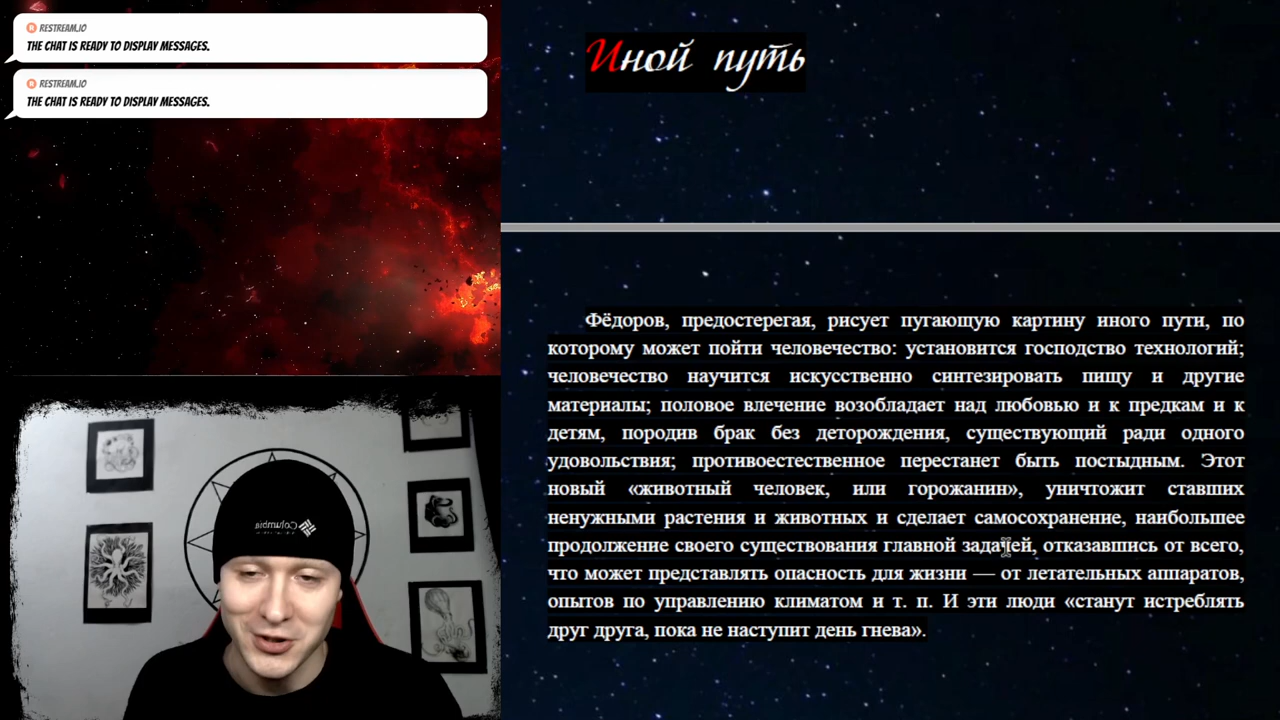 RESTREAM.IO
THE CHAT IS READY TO DISPLAY MESSAGES.
RESTREAM.IO
THE CHAT IS READY TO DISPLAY MESSAGES.
Иной путь
Фёдоров, предостерегая, рисует пугающую картину иного пути, по
которому может пойти человечество: установится господство технологий;
человечество научится искусственно синтезировать пищу и другие
материалы; половое влечение возобладает над любовью и к предкам и к
детям, породив брак без деторождения, существующий ради одного
удовольствия; противоестественное перестанет быть постыдным. Этот
новый «животный человек, или горожанин», уничтожит ставших
ненужными растения и животных и сделает самосохранение, наибольшее
продолжение своего существования главной задачей, отказавшись от всего,
что может представлять опасность для жизни — от летательных аппаратов,
опытов по управлению климатом и т. п. И эти люди «станут истреблять
друг друга, пока не наступит день гнева».
Columbia